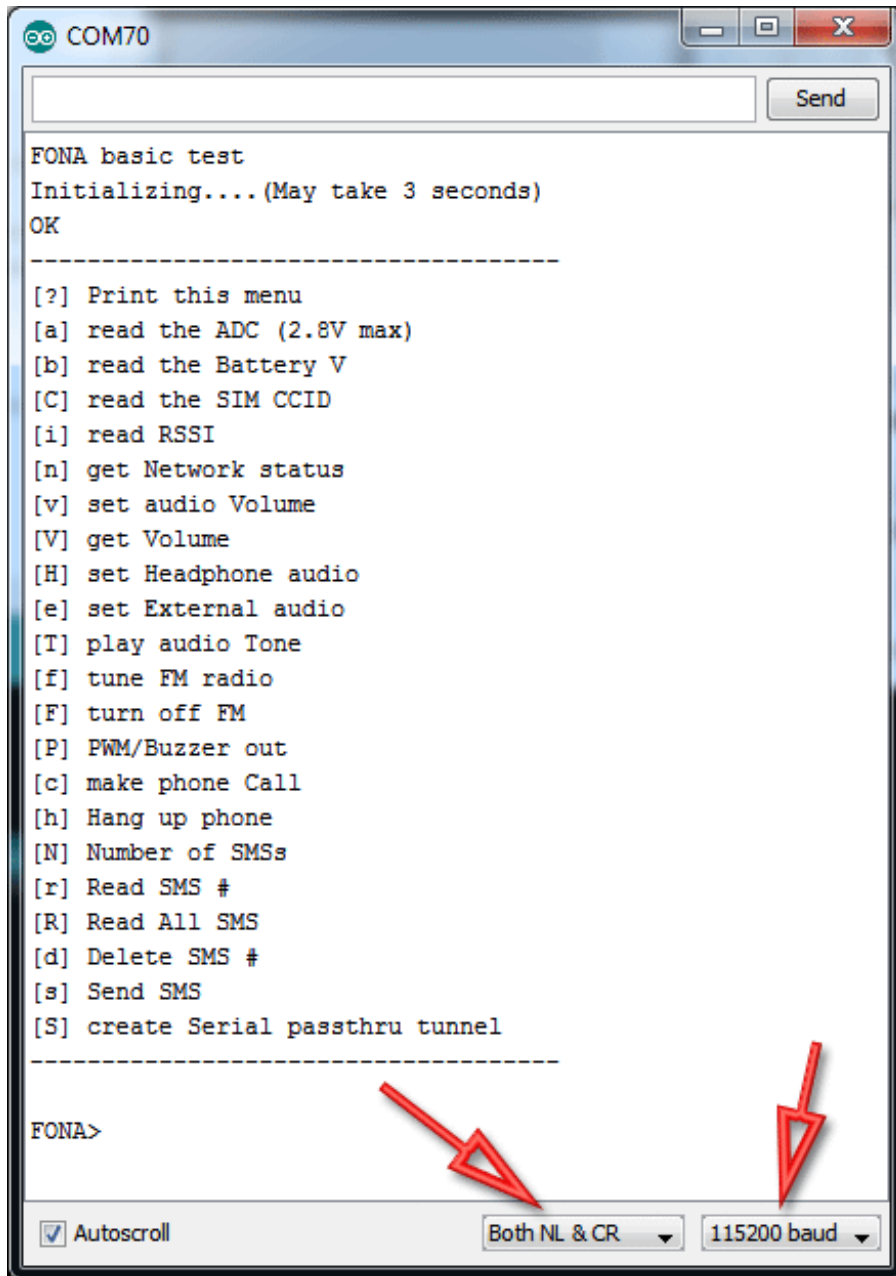 COM70
Send
FONA basic test
Initializing....(May take 3 seconds)
OK
-------------------------------------
[?] Print this menu
[a] read the ADC (2.8V max)
[b] read the Battery V
[C] read the SIM CCID
[i] read RSSI
[n] get Network status
[v] set audio Volume
[V] get Volume
[H] set Headphone audio
[e] set External audio
[T] play audio Tone
[f] tune FM radio
[F] turn off FM
[P] PWM/Buzzer out
[c] make phone Call
[h] Hang up phone
[N] Number of SMSs
[r] Read SMS #
[R] Read All SMS
[d] Delete SMS #
[s] Send SMS
[S] create Serial passthru tunnel
-------------------------------------
FONA>
Autoscroll
Both NL & CR
115200 baud